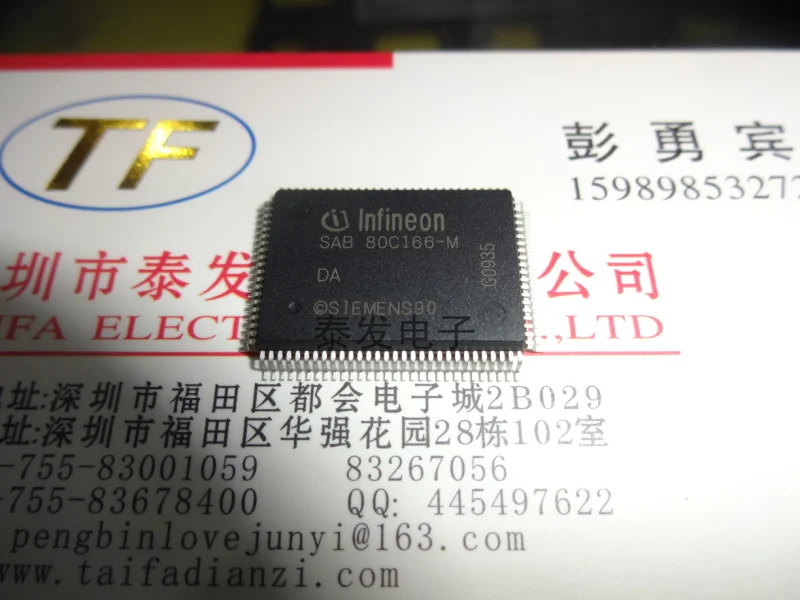 TF
彭勇宾
15989853272
Infineon
SAB 80C166-M
DA
G0935
©SIEMENS90
泰发电子
圳市泰发 公司
IFA ELECT .,LTD
址:深圳市福田区都会电子城2B029
址:深圳市福田区华强花园28栋102室
-755-83001059 83267056
-755-83678400 QQ: 445497622
pengbinlovejunyi@163.com
www.taifadianzi.com